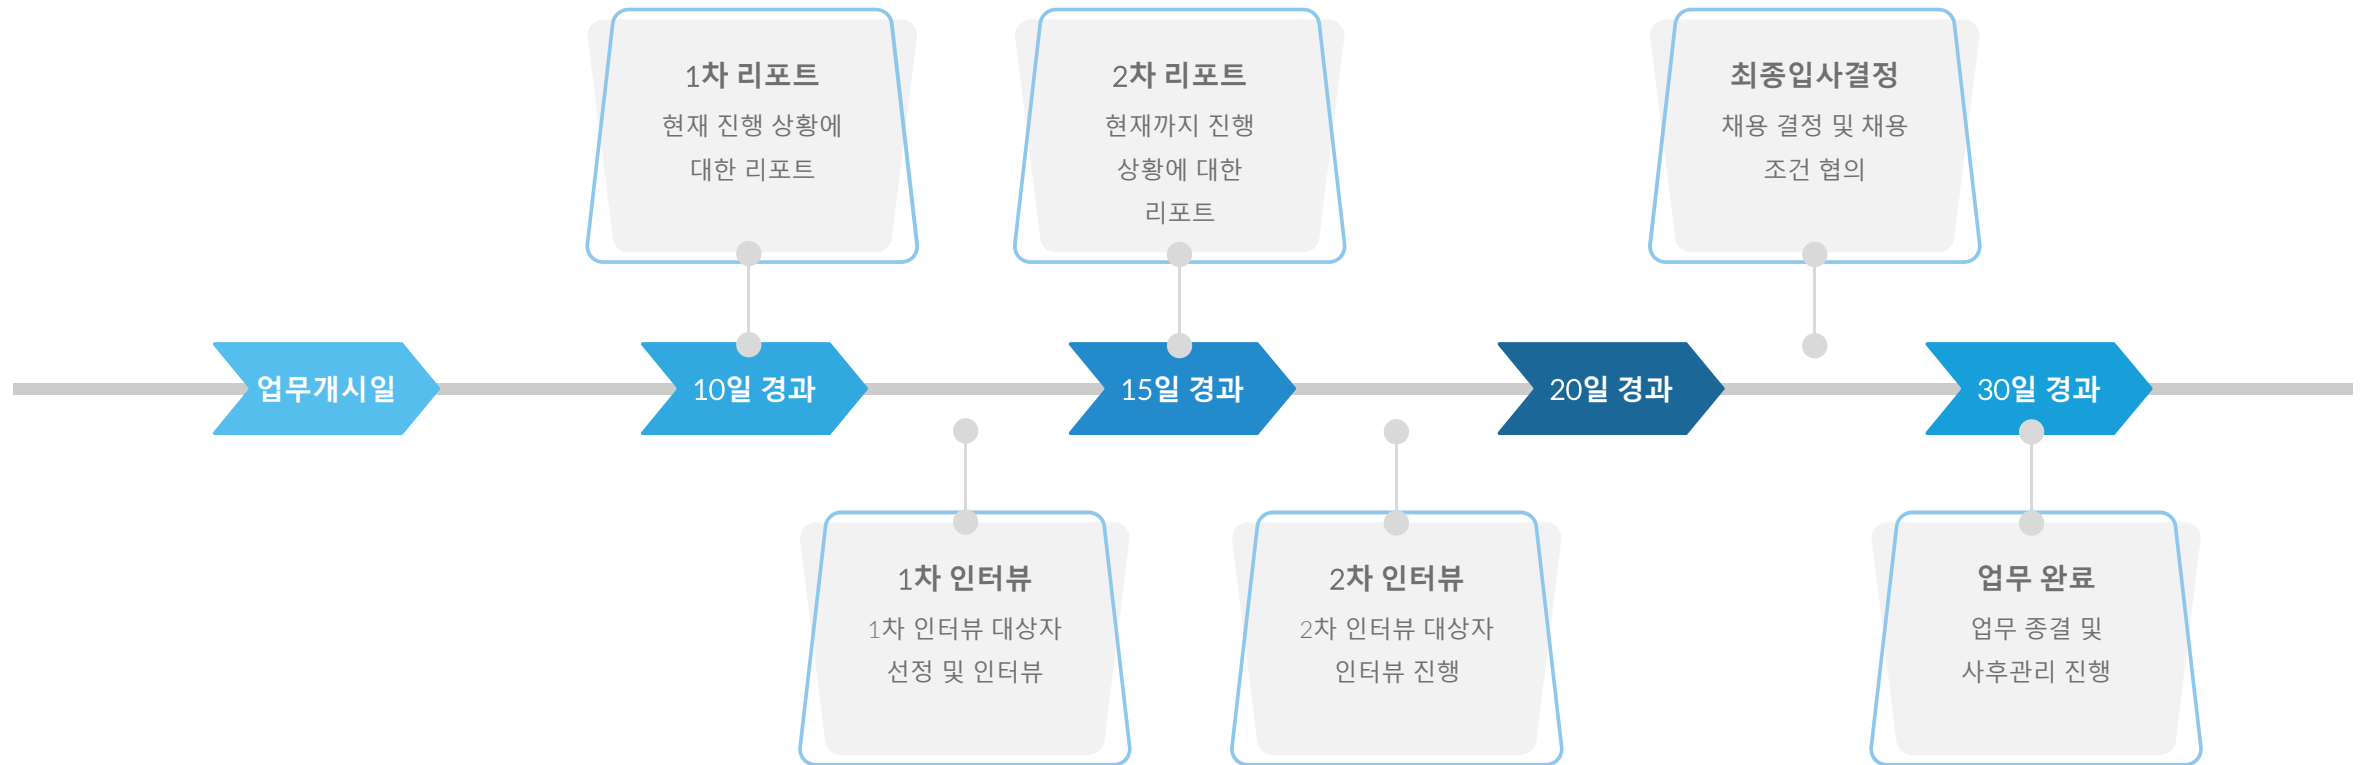 1차 리포트
현재 진행 상황에
대한 리포트
2차 리포트
현재까지 진행
상황에 대한
리포트
최종입사결정
채용 결정 및 채용
조건 협의
업무개시일
10일 경과
15일 경과
20일 경과
30일 경과
1차 인터뷰
1차 인터뷰 대상자
선정 및 인터뷰
2차 인터뷰
2차 인터뷰 대상자
인터뷰 진행
업무 완료
업무 종결 및
사후관리 진행